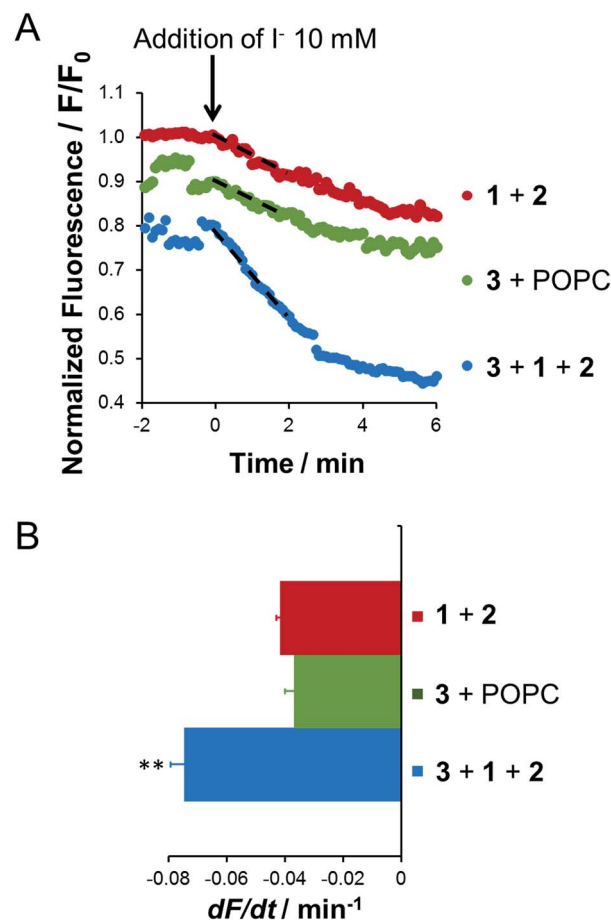 A
Addition of I- 10 mM
Normalized Fluorescence / F/F0
1.1
1.0
0.9
0.8
0.7
0.6
0.5
0.4
-2 0 2 4 6
Time / min
1 + 2
3 + POPC
3 + 1 + 2
B
**
1 + 2
3 + POPC
3 + 1 + 2
-0.08 -0.06 -0.04 -0.02 0
dF/dt / min-1